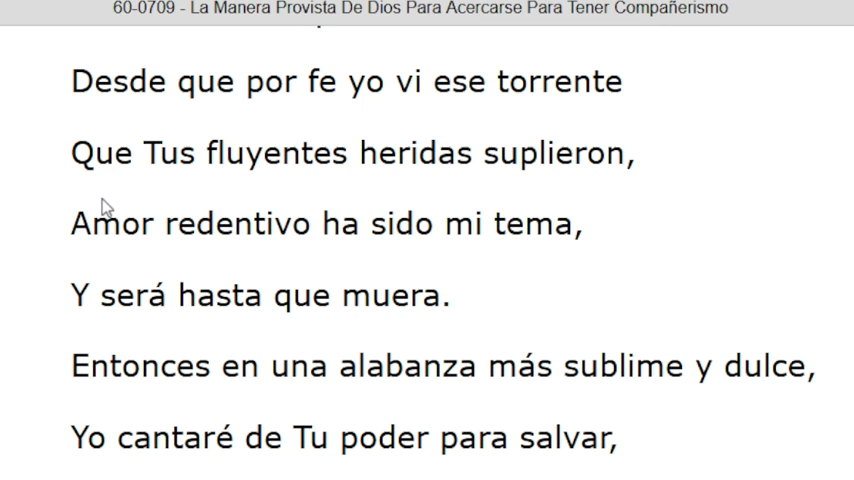 60-0709 - La Manera Provista De Dios Para Acercarse Para Tener Compañerismo
Desde que por fe yo vi ese torrente
Que Tus fluyentes heridas suplieron,
Amor redentivo ha sido mi tema,
Y será hasta que muera.
Entonces en una alabanza más sublime y dulce,
Yo cantaré de Tu poder para salvar,